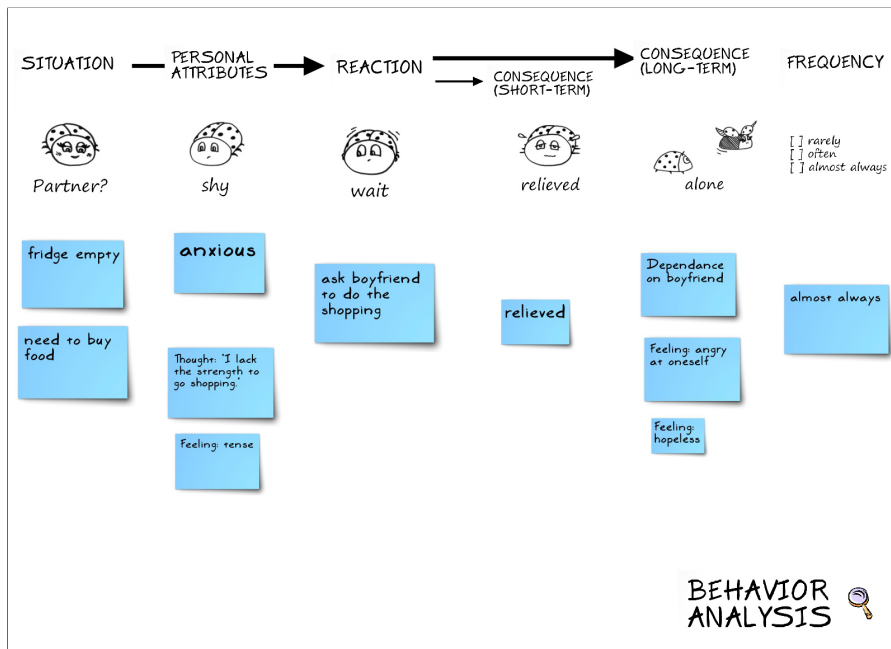 SITUATION
PERSONAL
ATTRIBUTES
REACTION
CONSEQUENCE
(SHORT-TERM)
CONSEQUENCE
(LONG-TERM)
FREQUENCY
Partner?
shy
wait
relieved
alone
[ ] rarely
[ ] often
[ ] almost always
fridge empty
need to buy
food
anxious
Thought: "I lack
the strength to
go shopping."
Feeling: tense
ask boyfriend
to do the
shopping
relieved
Dependance
on boyfriend
Feeling: angry
at oneself
Feeling:
hopeless
almost always
BEHAVIOR
ANALYSIS